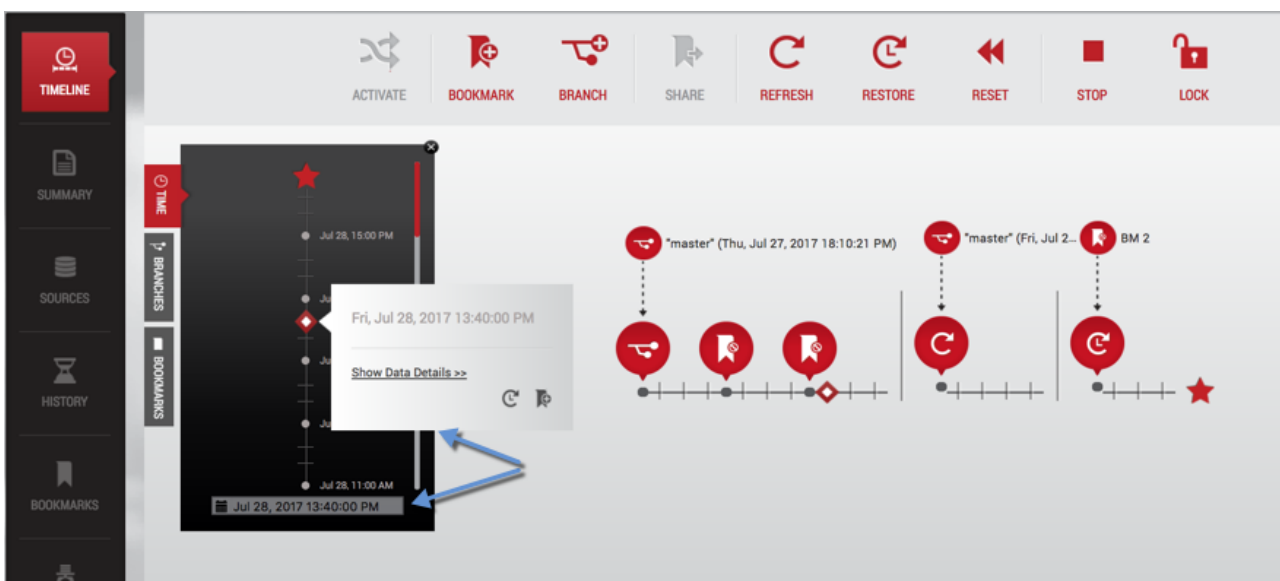 ACTIVATE
BOOKMARK
BRANCH
SHARE
REFRESH
RESTORE
RESET
STOP
LOCK
TIMELINE
SUMMARY
SOURCES
HISTORY
BOOKMARKS
TIME
BRANCHES
BOOKMARKS
Jul 28, 15:00 PM
Fri, Jul 28, 2017 13:40:00 PM
Show Data Details >>
Jul 28, 11:00 AM
Jul 28, 2017 13:40:00 PM
"master" (Thu, Jul 27, 2017 18:10:21 PM)
"master" (Fri, Jul 2...
BM 2